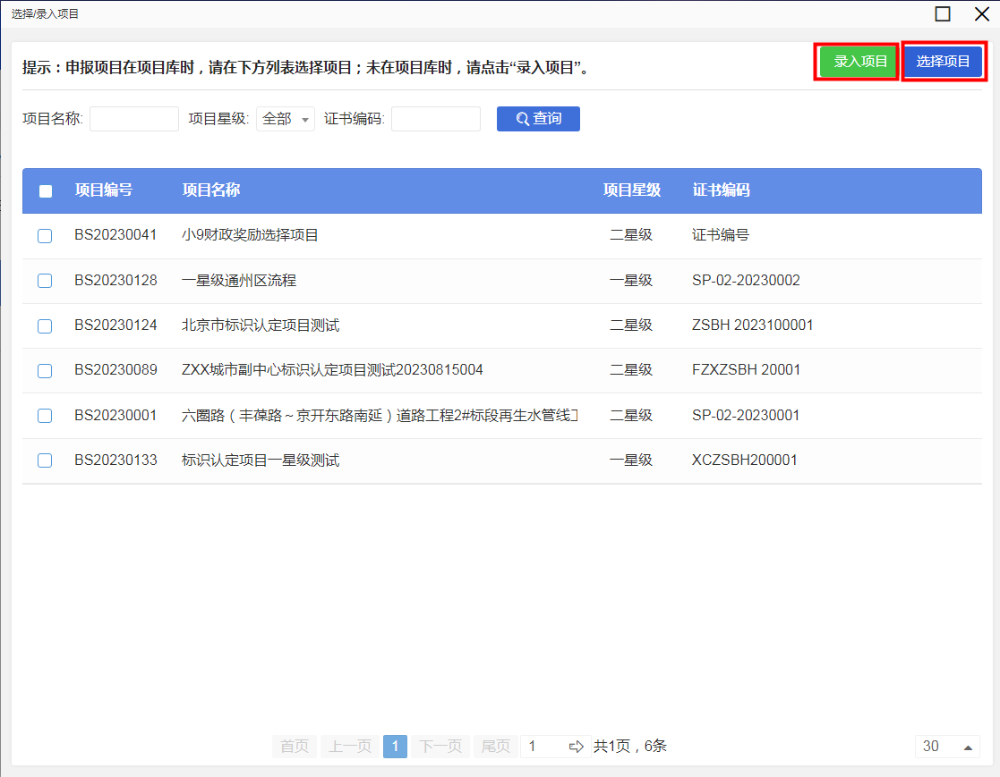 选择/录入项目
提示：申报项目在项目库时，请在下方列表选择项目；未在项目库时，请点击“录入项目”。 录入项目 选择项目
项目名称: 项目星级: 全部 证书编码: 查询
项目编号 项目名称 项目星级 证书编码
BS20230041 小9财政奖励选择项目 二星级 证书编号
BS20230128 一星级通州区流程 一星级 SP-02-20230002
BS20230124 北京市标识认定项目测试 二星级 ZSBH 2023100001
BS20230089 ZXX城市副中心标识认定项目测试20230815004 二星级 FZXZSBH 20001
BS20230001 六圈路（丰葆路～京开东路南延）道路工程2#标段再生水管线工 二星级 SP-02-20230001
BS20230133 标识认定项目一星级测试 一星级 XCZSBH200001
首页 上一页 1 下一页 尾页 1 共1页，6条 30